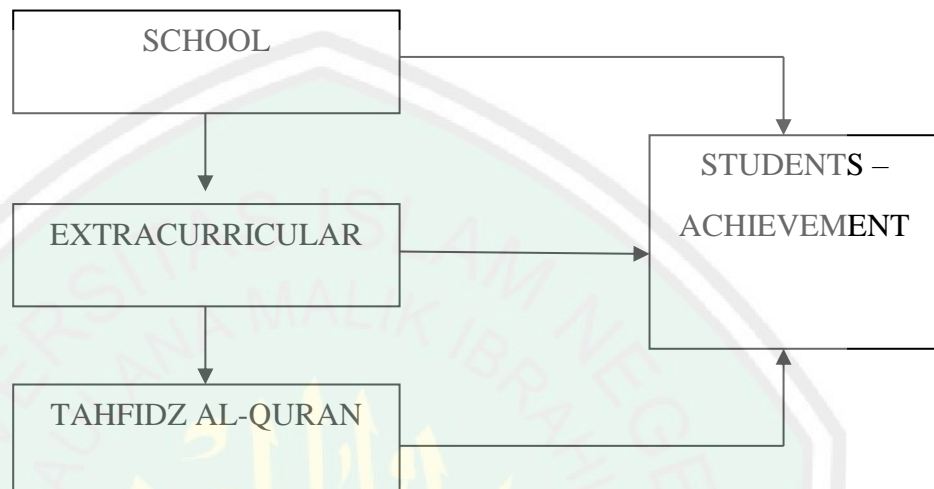 SCHOOL
STUDENTS –
ACHIEVEMENT
EXTRACURRICULAR
TAHFIDZ AL-QURAN